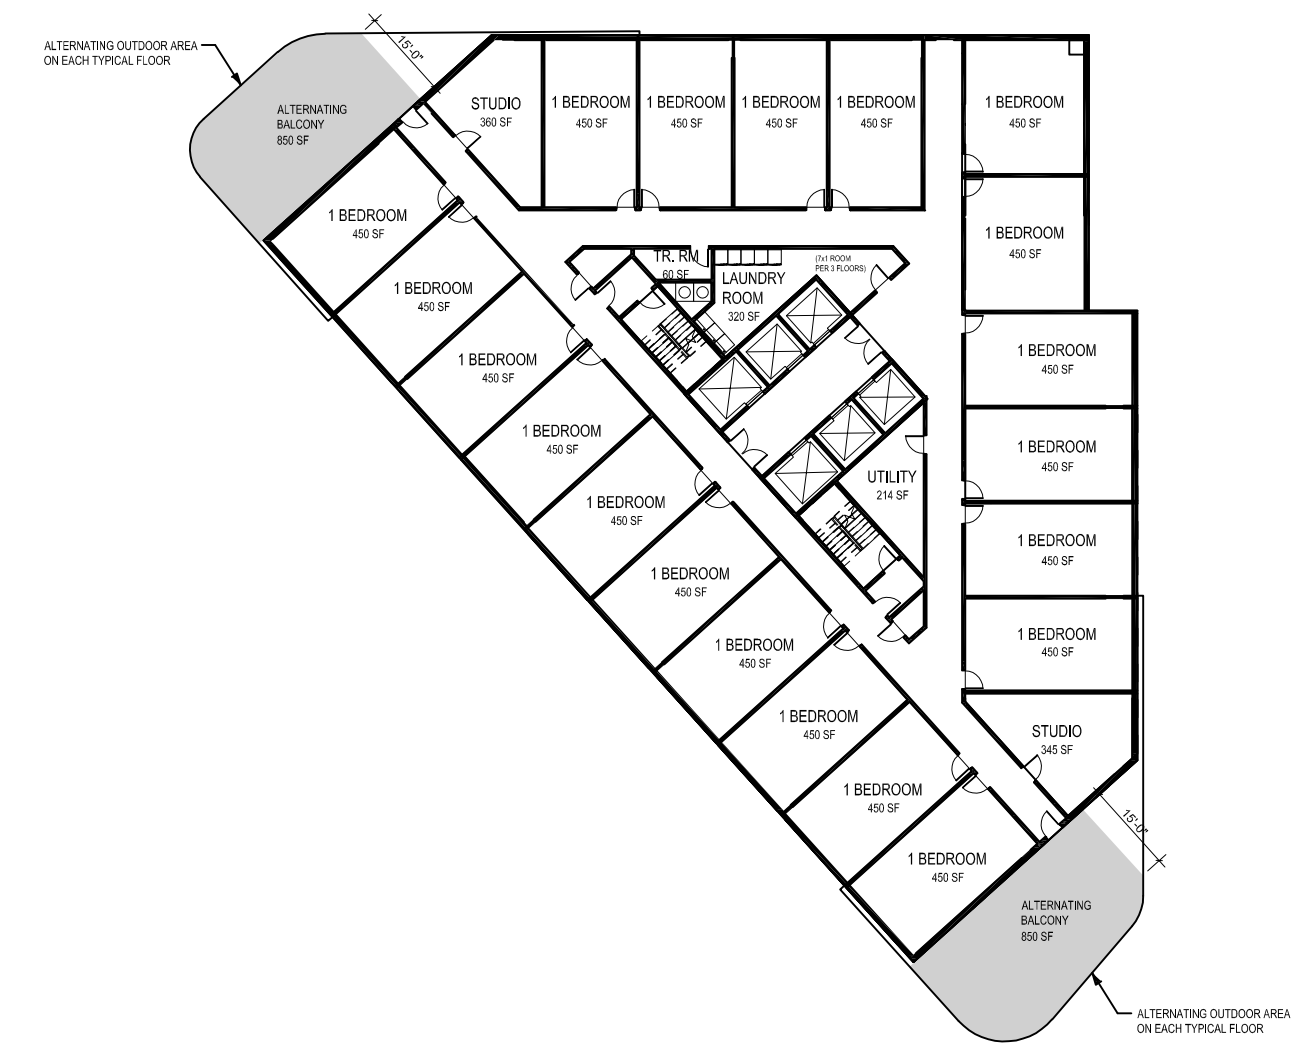 ALTERNATING OUTDOOR AREA
ON EACH TYPICAL FLOOR
15'-0"
ALTERNATING
BALCONY
850 SF
STUDIO
360 SF
1 BEDROOM
450 SF
1 BEDROOM
450 SF
1 BEDROOM
450 SF
1 BEDROOM
450 SF
1 BEDROOM
450 SF
1 BEDROOM
450 SF
1 BEDROOM
450 SF
TR. RM
60 SF
LAUNDRY
ROOM
320 SF
(7x1 ROOM
PER 3 FLOORS)
1 BEDROOM
450 SF
1 BEDROOM
450 SF
1 BEDROOM
450 SF
1 BEDROOM
450 SF
1 BEDROOM
450 SF
UTILITY
214 SF
1 BEDROOM
450 SF
1 BEDROOM
450 SF
1 BEDROOM
450 SF
1 BEDROOM
450 SF
1 BEDROOM
450 SF
1 BEDROOM
450 SF
STUDIO
345 SF
1 BEDROOM
450 SF
1 BEDROOM
450 SF
15'-0"
ALTERNATING
BALCONY
850 SF
ALTERNATING OUTDOOR AREA
ON EACH TYPICAL FLOOR